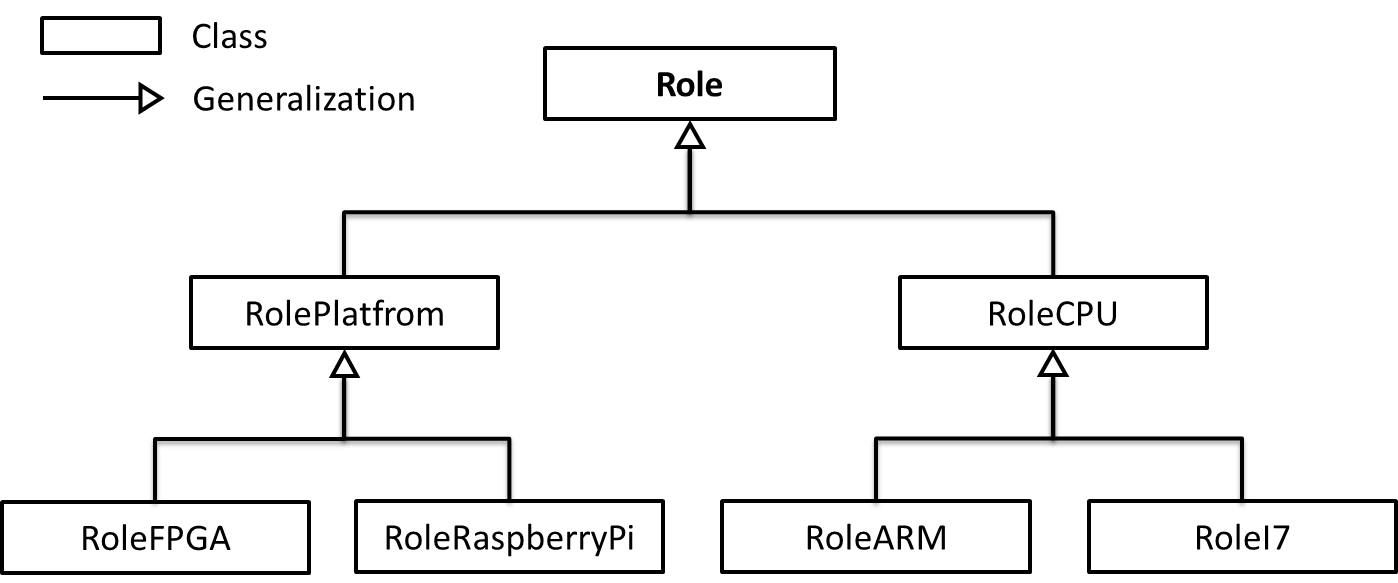 Class
Generalization
Role
RolePlatfrom
RoleCPU
RoleFPGA
RoleRaspberryPi
RoleARM
RoleI7